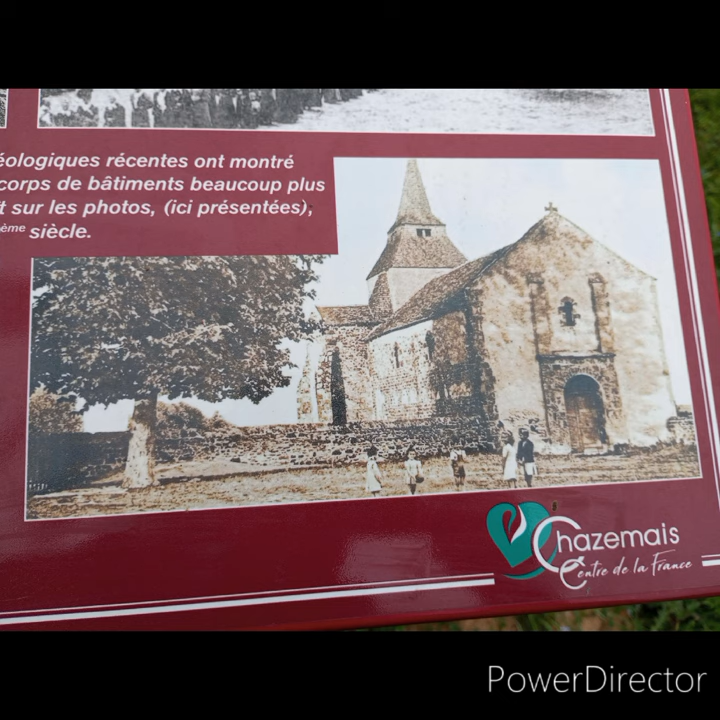 éologiques récentes ont montré
corps de bâtiments beaucoup plus
t sur les photos, (ici présentées),
ème siècle.
Chazemais
Centre de la France
PowerDirector